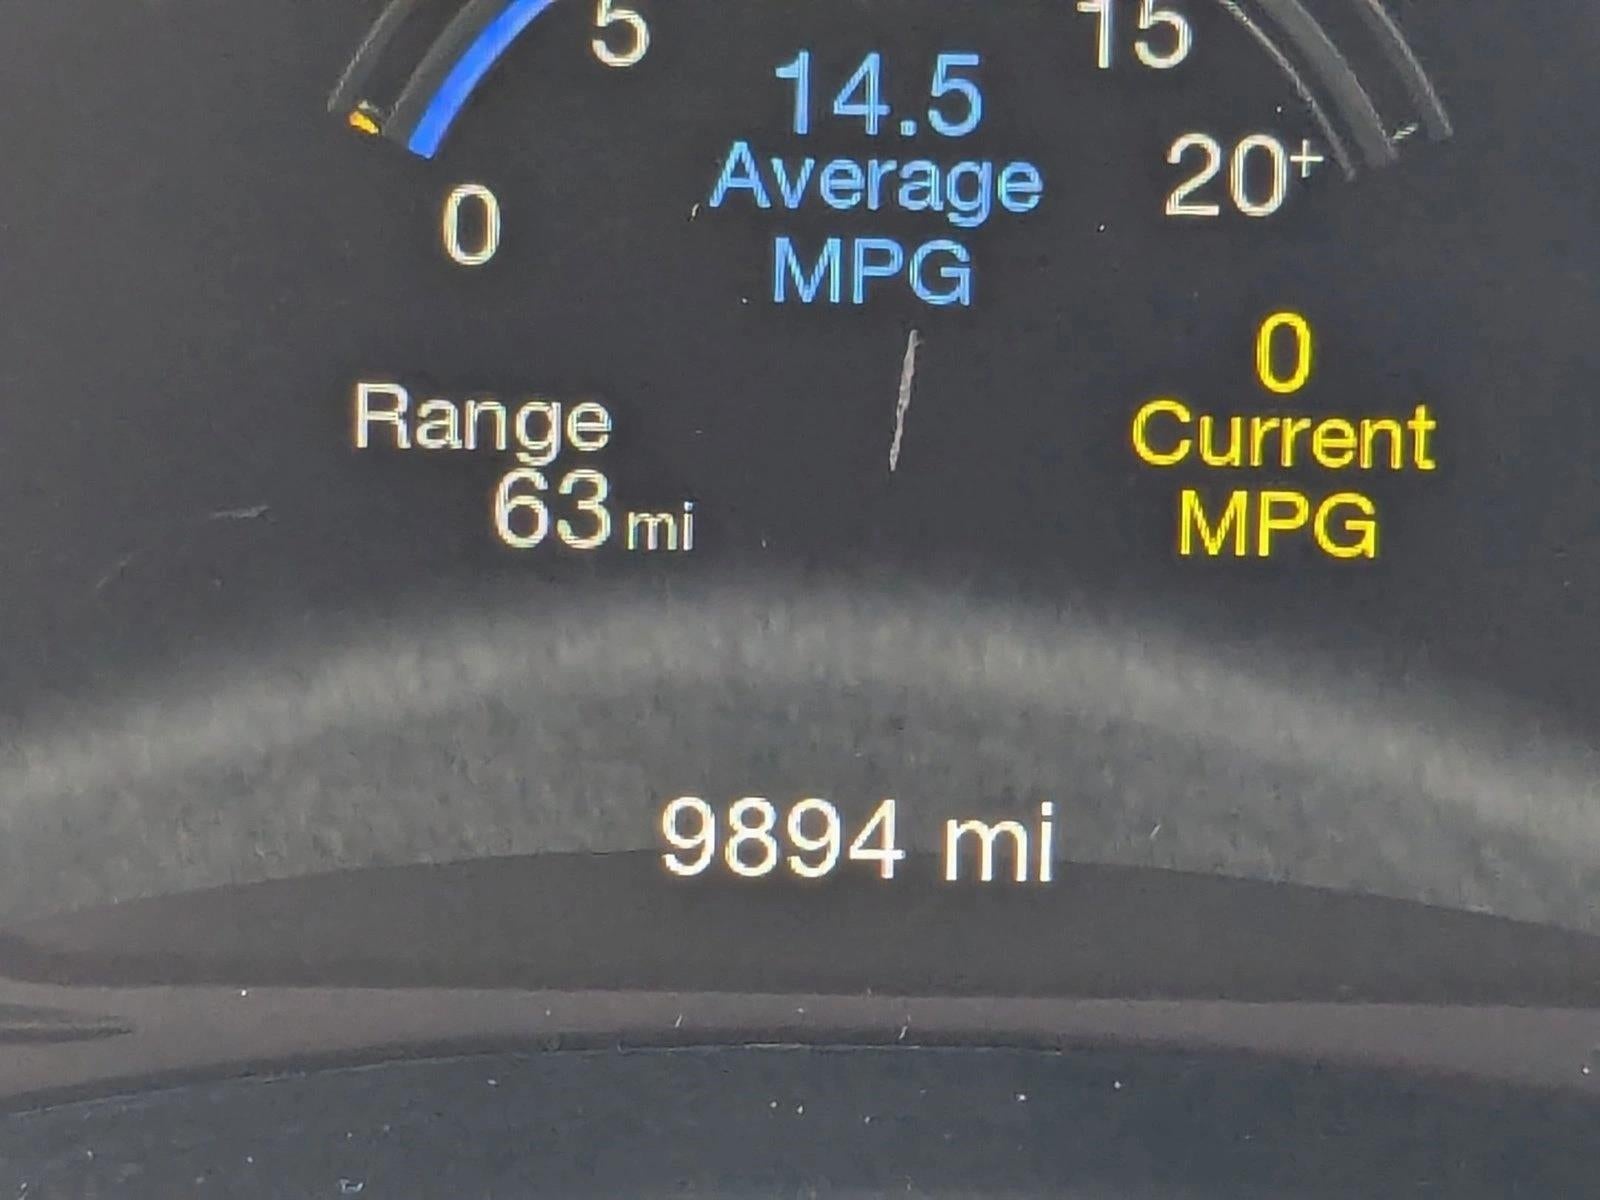 5 15
14.5
Average
MPG
0 20+
0
Current
MPG
Range
63 mi
9894 mi